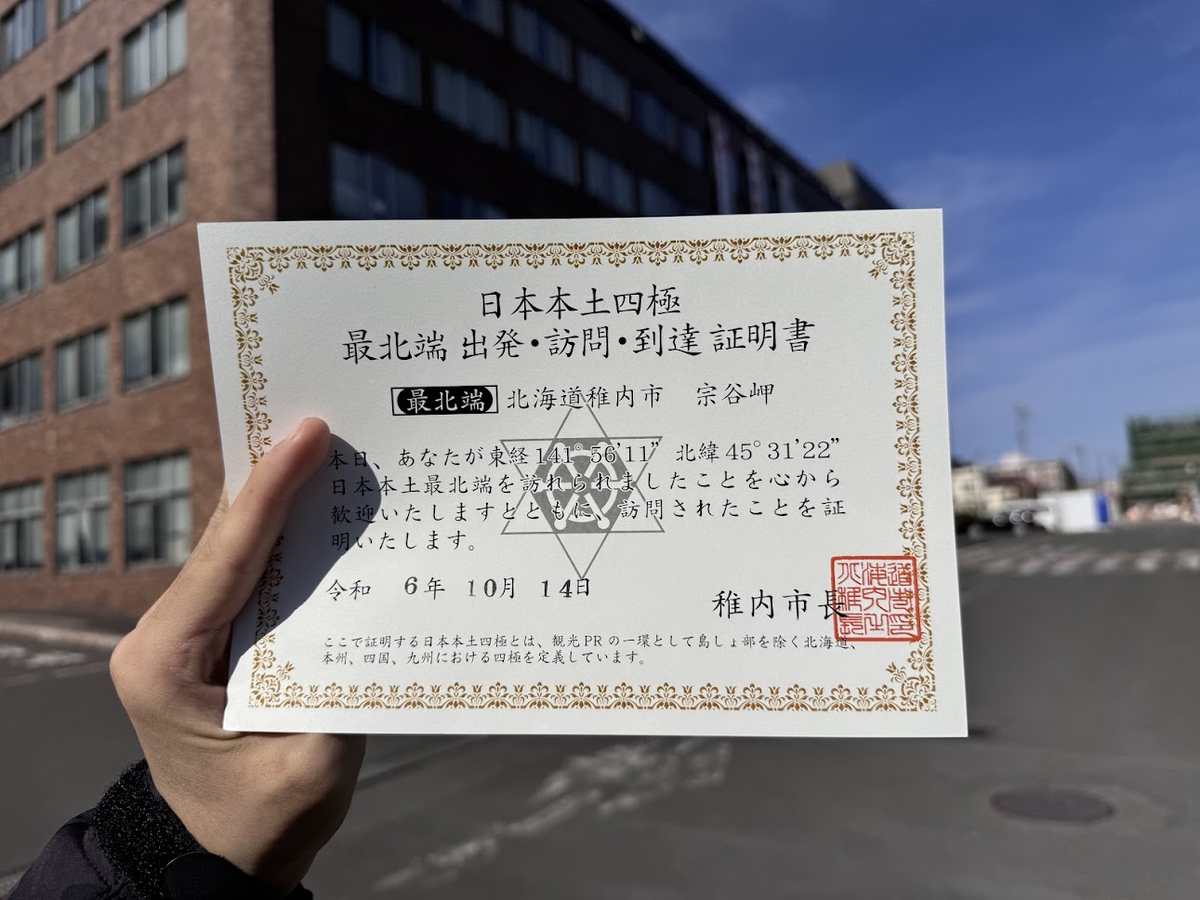 日本本土四極
最北端 出発・訪問・到達 証明書
最北端 北海道稚内市 宗谷岬
本日、あなたが東経141°56'11" 北緯45°31'22"
日本本土最北端を訪れられましたことを心から
歓迎いたしますとともに、訪問されたことを証
明いたします。
令和 6年 10月 14日
稚内市長
ここで証明する日本本土四極とは、観光PRの一環として島しょ部を除く北海道、
本州、四国、九州における四極を定義しています。